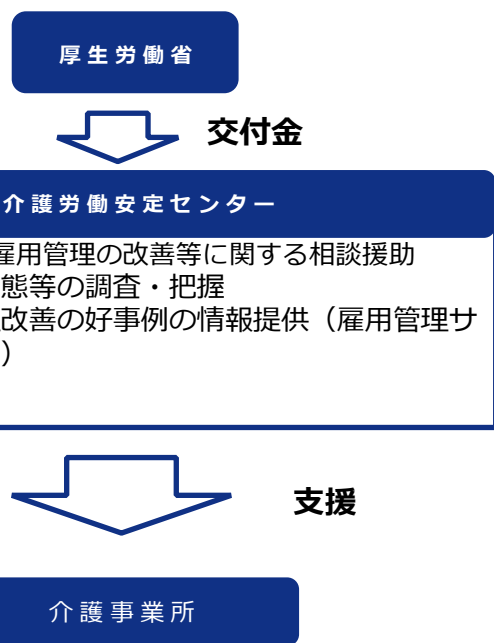 厚生労働省
交付金
介護労働安定センター
雇用管理の改善等に関する相談援助
態等の調査・把握
改善の好事例の情報提供（雇用管理サ
）
支援
介護事業所